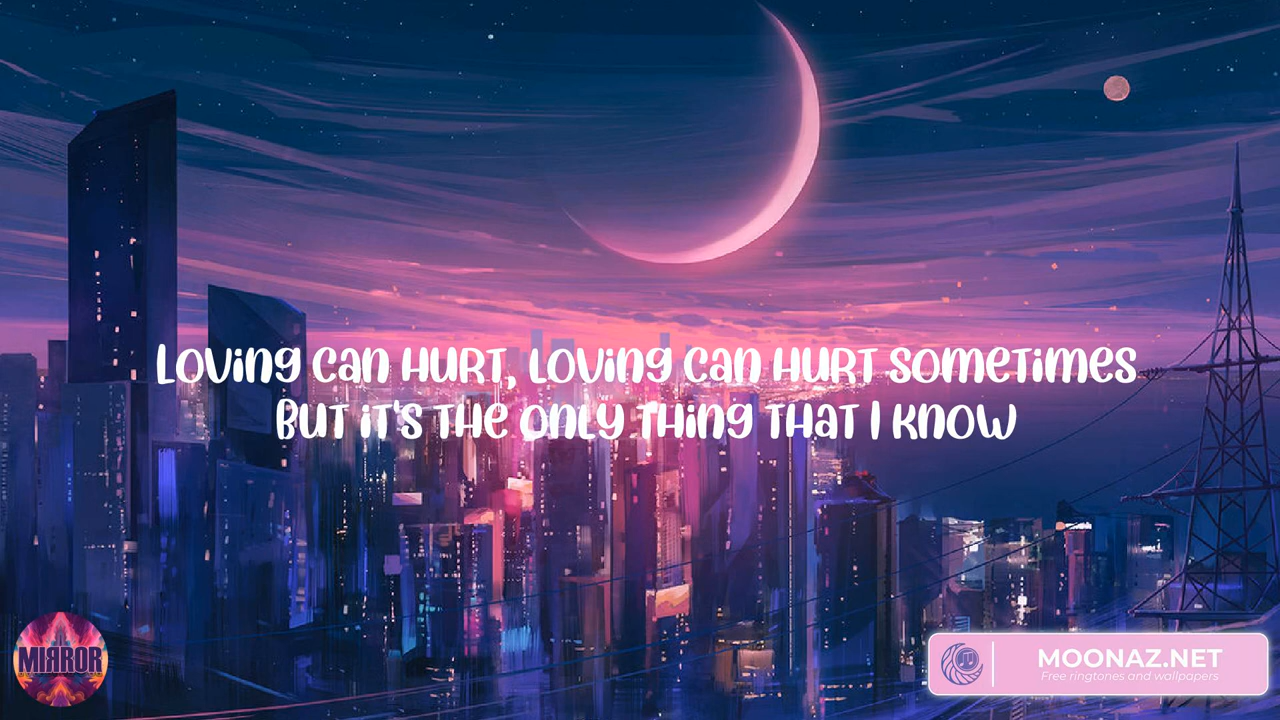 Loving can hurt, loving can hurt sometimes
But it's the only thing that I know
MIRROR
MOONAZ.NET
Free ringtones and wallpapers